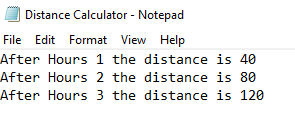 Distance Calculator - Notepad
File Edit Format View Help
After Hours 1 the distance is 40
After Hours 2 the distance is 80
After Hours 3 the distance is 120